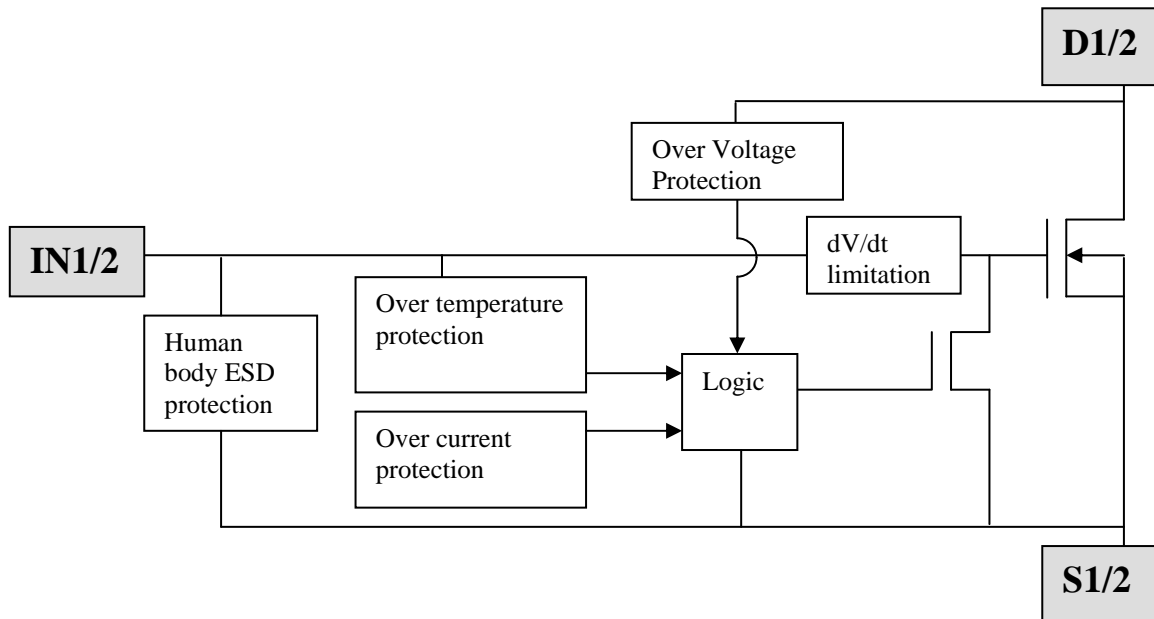 D1/2
Over Voltage
Protection
IN1/2
dV/dt
limitation
Over temperature
protection
Human
body ESD
protection
Logic
Over current
protection
S1/2